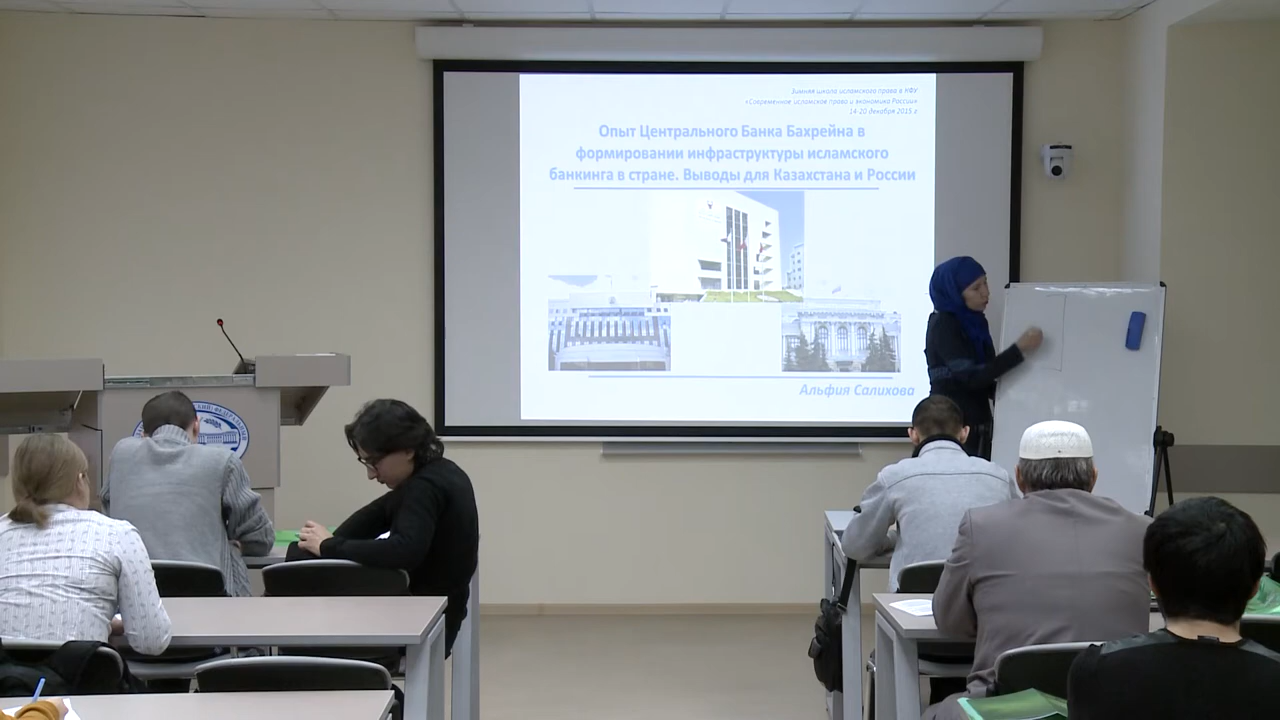 Зимняя школа исламского права в КФУ
«Современное исламское право и экономика России»
14-20 декабря 2015 г
Опыт Центрального Банка Бахрейна в
формировании инфраструктуры исламского
банкинга в стране. Выводы для Казахстана и России
Альфия Салихова